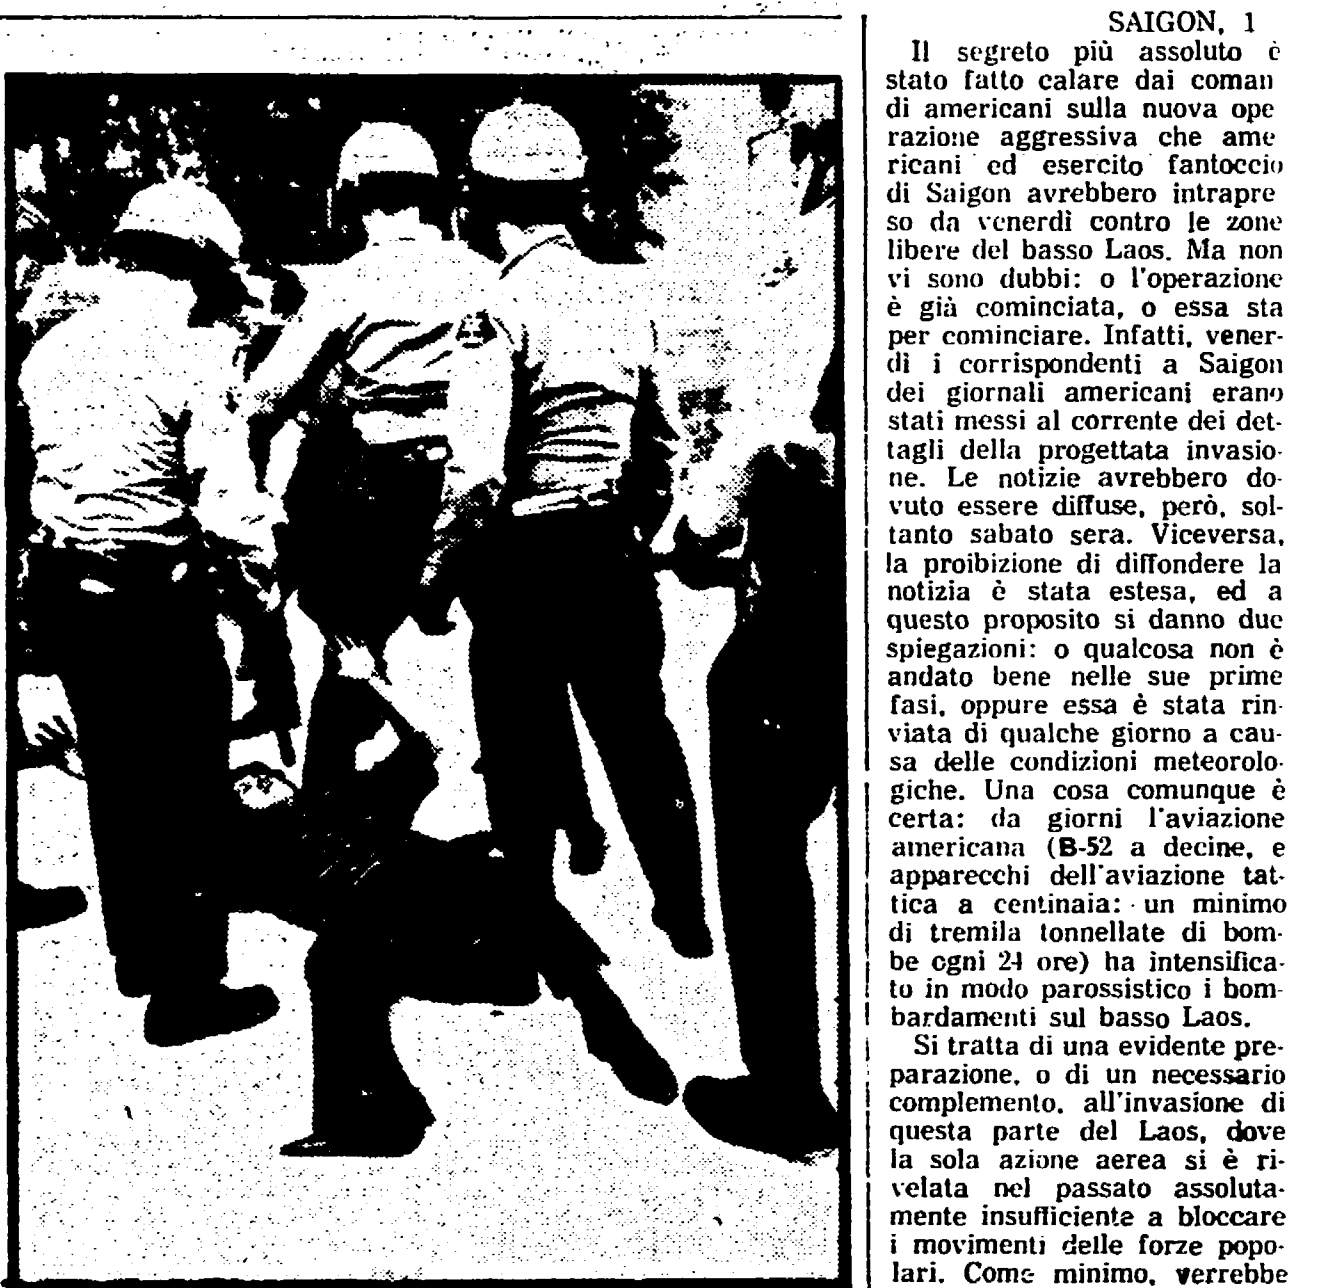 SAIGON, 1
Il segreto più assoluto è
stato fatto calare dai coman
di americani sulla nuova ope
razione aggressiva che ame
ricani ed esercito fantoccio
di Saigon avrebbero intrapre
so da venerdì contro le zone
libere del basso Laos. Ma non
vi sono dubbi: o l'operazione
è già cominciata, o essa sta
per cominciare. Infatti, vener-
dì i corrispondenti a Saigon
dei giornali americani erano
stati messi al corrente dei det-
tagli della progettata invasio-
ne. Le notizie avrebbero do-
vuto essere diffuse, però, sol-
tanto sabato sera. Viceversa,
la proibizione di diffondere la
notizia è stata estesa, ed a
questo proposito si danno due
spiegazioni: o qualcosa non è
andato bene nelle sue prime
fasi, oppure essa è stata rin-
viata di qualche giorno a cau-
sa delle condizioni meteorolo-
giche. Una cosa comunque è
certa: da giorni l'aviazione
americana (B-52 a decine, e
apparecchi dell'aviazione tat-
tica a centinaia: un minimo
di tremila tonnellate di bom-
be ogni 24 ore) ha intensifica-
to in modo parossistico i bom-
bardamenti sul basso Laos.
Si tratta di una evidente pre-
parazione, o di un necessario
complemento, all'invasione di
questa parte del Laos, dove
la sola azione aerea si è ri-
velata nel passato assoluta-
mente insufficiente a bloccare
i movimenti delle forze popo-
lari. Come minimo, verrebbe